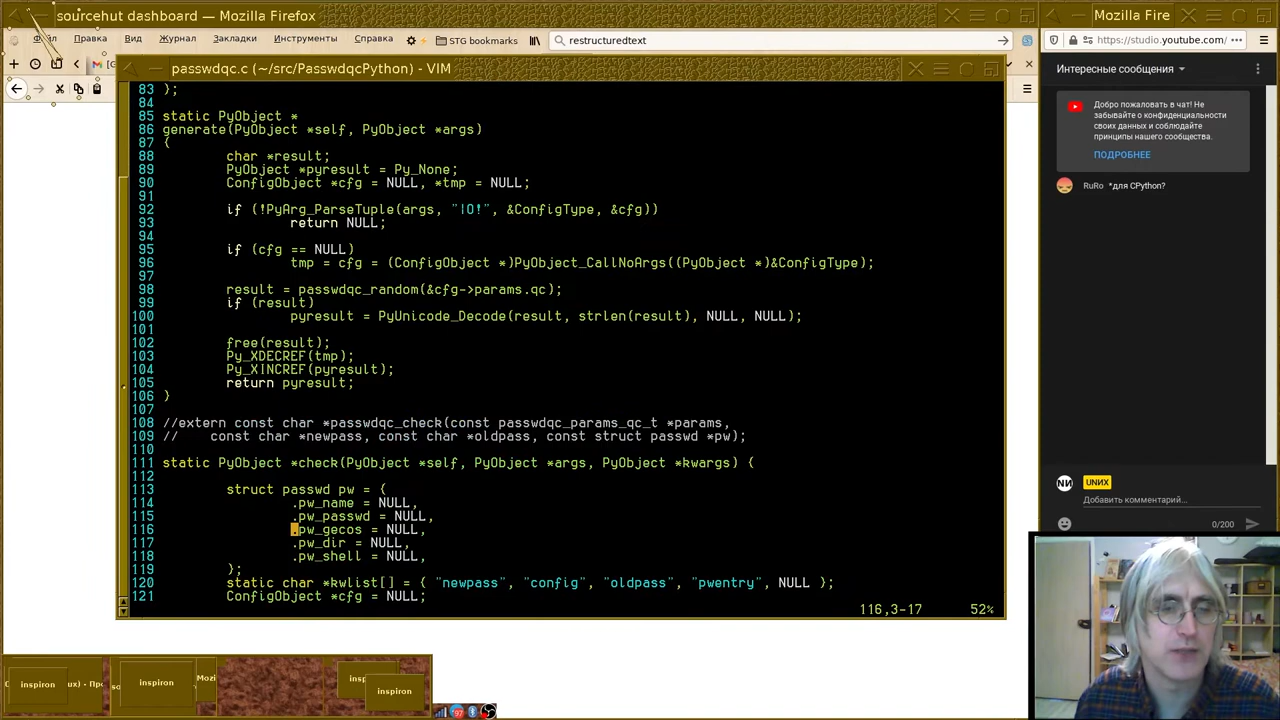 sourcehut dashboard — Mozilla Firefox
Mozilla Fire
Файл Правка Вид Журнал Закладки Инструменты Справка STG bookmarks restructuredtext
https://studio.youtube.com/
passwdqc.c (~/src/PasswdqcPython) - VIM
83 };
84
85 static PyObject *
86 generate(PyObject *self, PyObject *args)
87 {
88 char *result;
89 PyObject *pyresult = Py_None;
90 ConfigObject *cfg = NULL, *tmp = NULL;
91
92 if (!PyArg_ParseTuple(args, "|O!", &ConfigType, &cfg))
93 return NULL;
94
95 if (cfg == NULL)
96 tmp = cfg = (ConfigObject *)PyObject_CallNoArgs((PyObject *)&ConfigType);
97
98 result = passwdqc_random(&cfg->params.qc);
99 if (result)
100 pyresult = PyUnicode_Decode(result, strlen(result), NULL, NULL);
101
102 free(result);
103 Py_XDECREF(tmp);
104 Py_XINCREF(pyresult);
105 return pyresult;
106 }
107
108 //extern const char *passwdqc_check(const passwdqc_params_qc_t *params,
109 // const char *newpass, const char *oldpass, const struct passwd *pw);
110
111 static PyObject *check(PyObject *self, PyObject *args, PyObject *kwargs) {
112
113 struct passwd pw = {
114 .pw_name = NULL,
115 .pw_passwd = NULL,
116 .pw_gecos = NULL,
117 .pw_dir = NULL,
118 .pw_shell = NULL,
119 };
120 static char *kwlist[] = { "newpass", "config", "oldpass", "pwentry", NULL };
121 ConfigObject *cfg = NULL;
116,3-17 52%
Интересные сообщения
Добро пожаловать в чат! Не
забывайте о конфиденциальности
своих данных и соблюдайте
принципы нашего сообщества.
ПОДРОБНЕЕ
RuRo *для CPython?
UNИX
Добавить комментарий...
0/200
inspiron
inspiron
inspiron
97